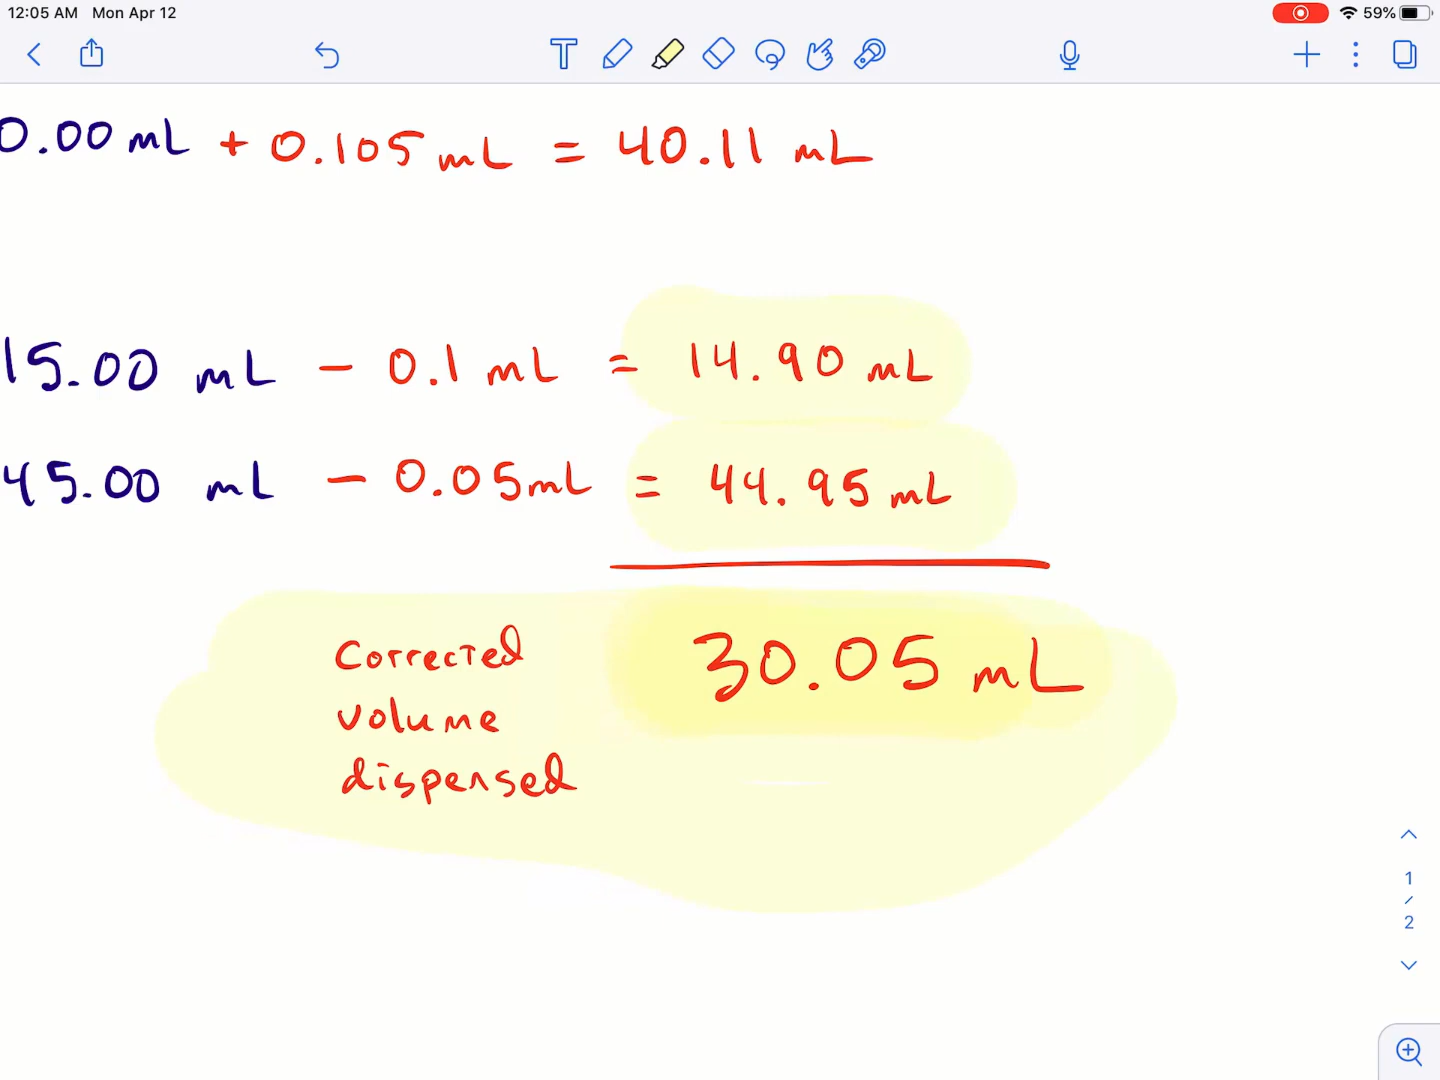 12:05 AM Mon Apr 12 59%
0.00 mL + 0.105 mL = 40.11 mL
15.00 mL - 0.1 mL = 14.90 mL
45.00 mL - 0.05 mL = 44.95 mL
Corrected 30.05 mL
volume
dispensed
1
/
2